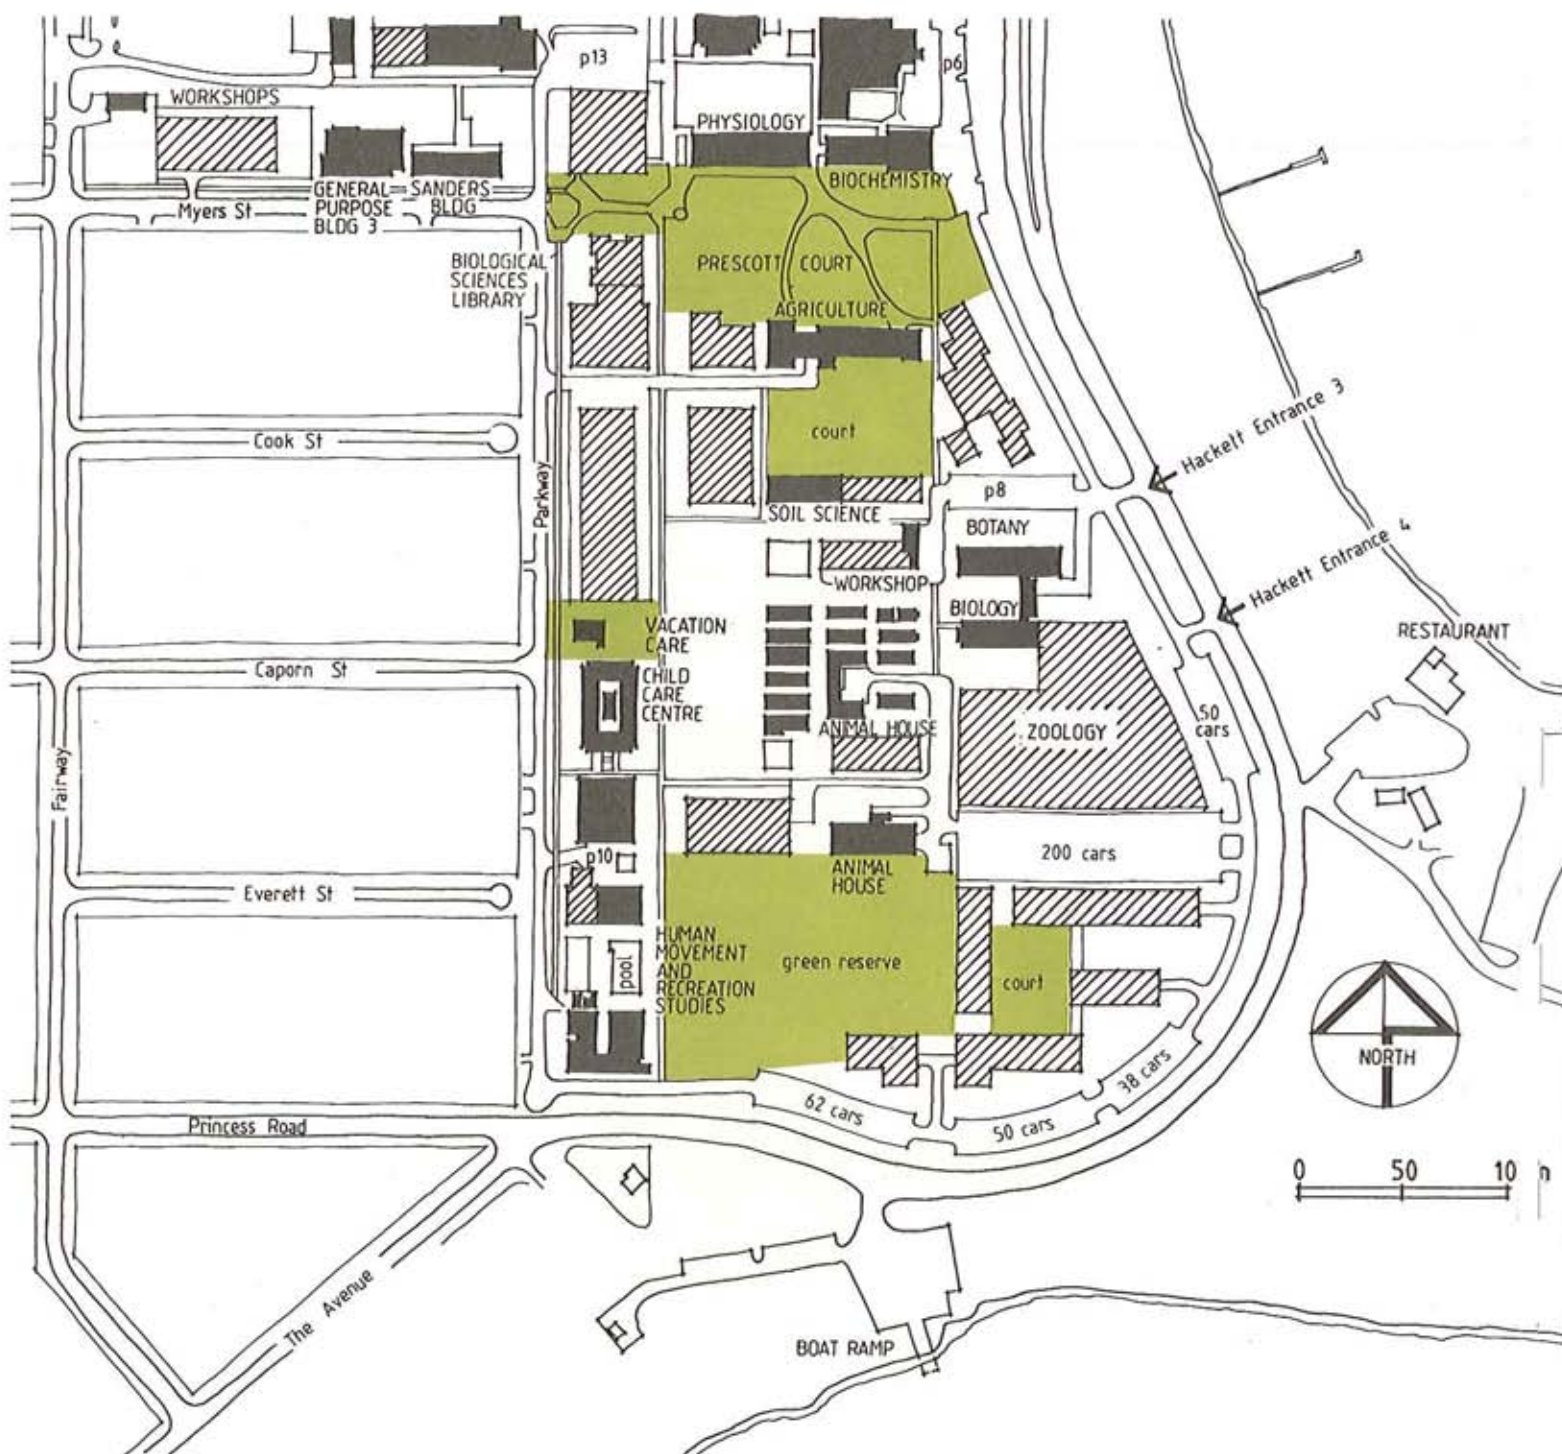 p13
p6
WORKSHOPS
PHYSIOLOGY
GENERAL
PURPOSE
BLDG 3
SANDERS
BLDG
BIOCHEMISTRY
Myers St
BIOLOGICAL
SCIENCES
LIBRARY
PRESCOTT COURT
AGRICULTURE
Hackett Entrance 3
Cook St
court
Parkway
p8
SOIL SCIENCE
BOTANY
Hackett Entrance 4
WORKSHOP
BIOLOGY
VACATION
CARE
RESTAURANT
Caporn St
CHILD
CARE
CENTRE
ANIMAL HOUSE
ZOOLOGY
50
cars
Fairway
p10
200 cars
ANIMAL
HOUSE
Everett St
HUMAN
MOVEMENT
AND
RECREATION
STUDIES
pool
green reserve
court
NORTH
38 cars
62 cars
50 cars
Princess Road
0 50 10
The Avenue
BOAT RAMP